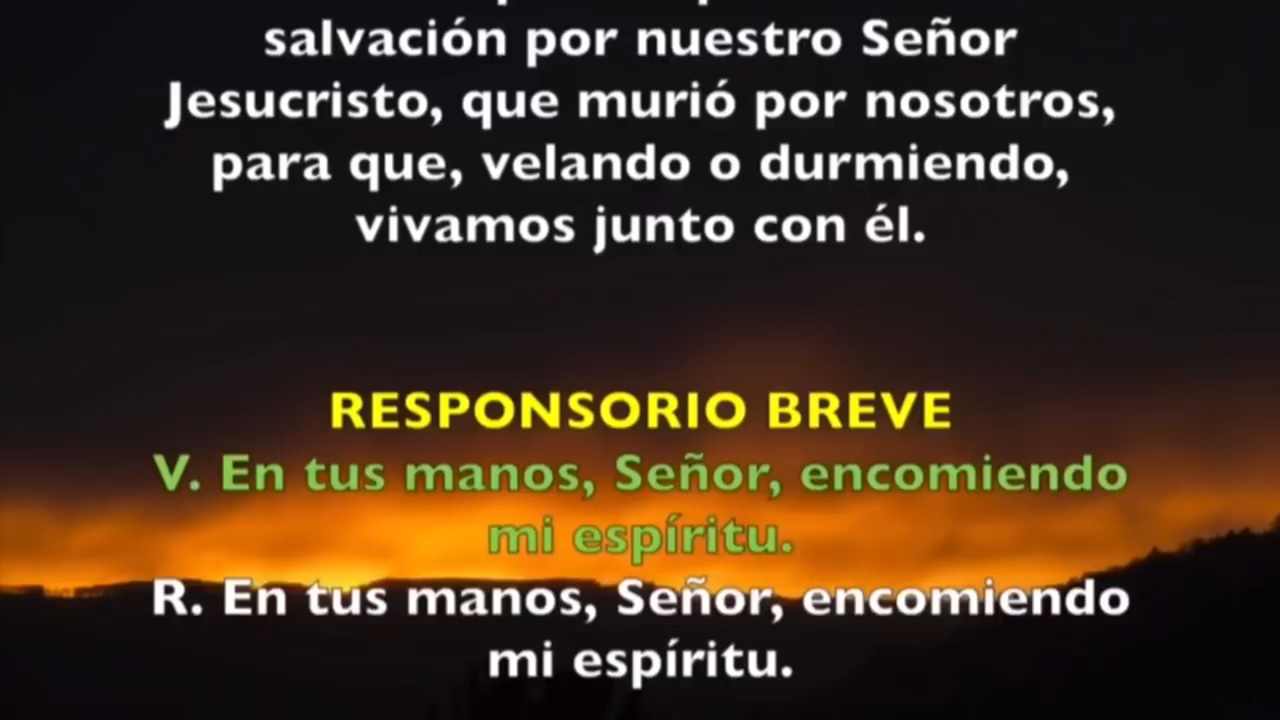 salvación por nuestro Señor
Jesucristo, que murió por nosotros,
para que, velando o durmiendo,
vivamos junto con él.
RESPONSORIO BREVE
V. En tus manos, Señor, encomiendo
mi espíritu.
R. En tus manos, Señor, encomiendo
mi espíritu.